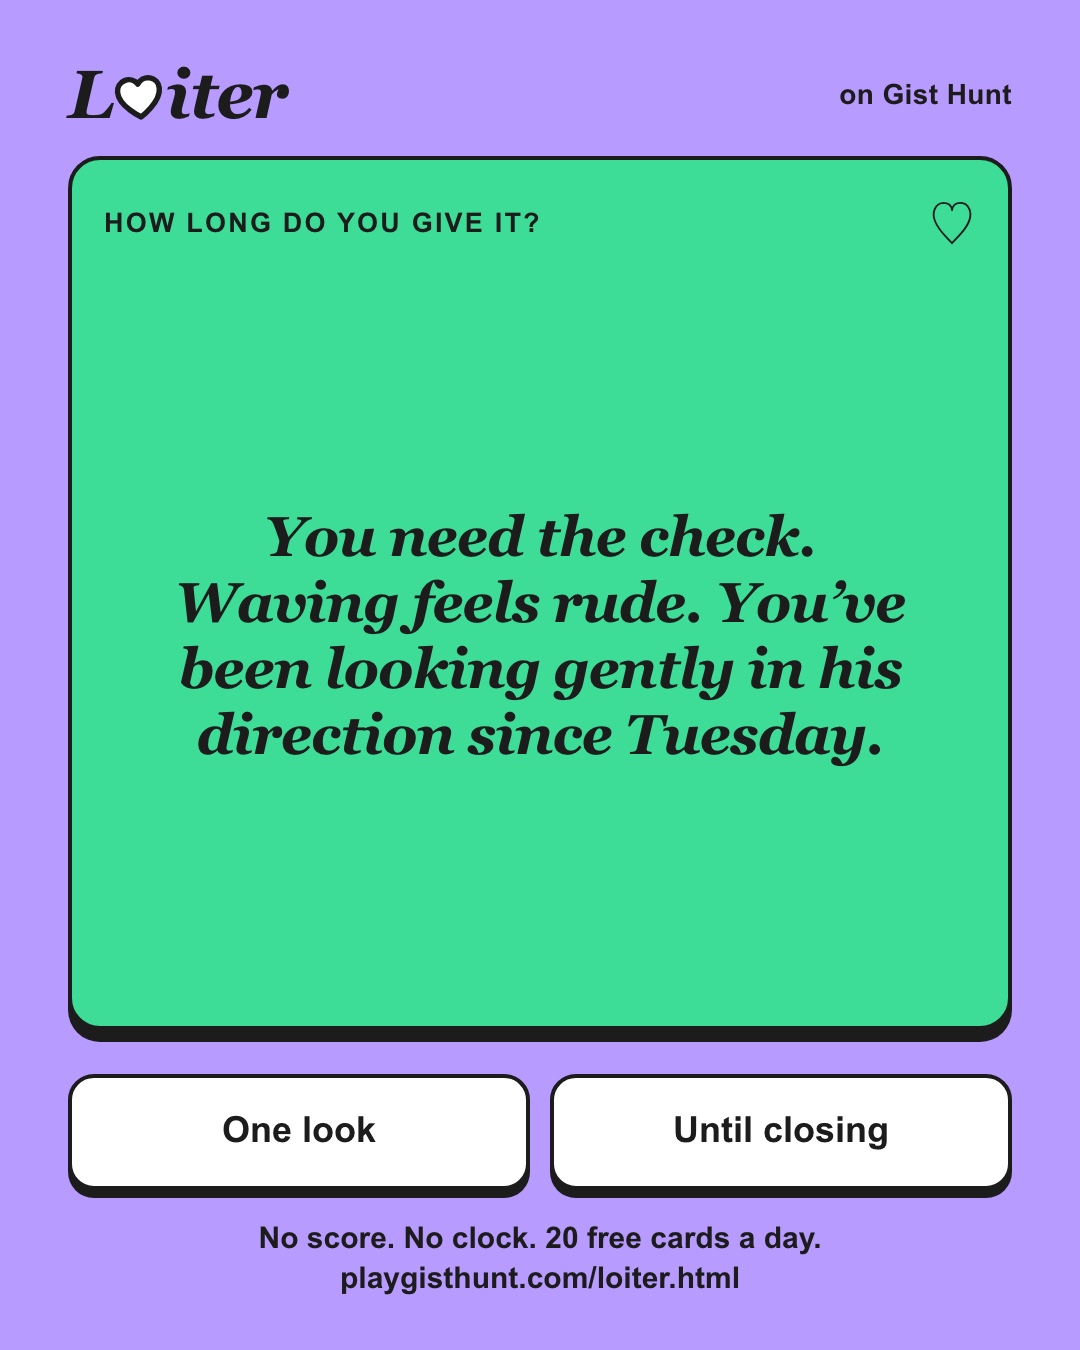 Loiter
on Gist Hunt
HOW LONG DO YOU GIVE IT?
You need the check.
Waving feels rude. You’ve
been looking gently in his
direction since Tuesday.
One look
Until closing
No score. No clock. 20 free cards a day.
playgisthunt.com/loiter.html